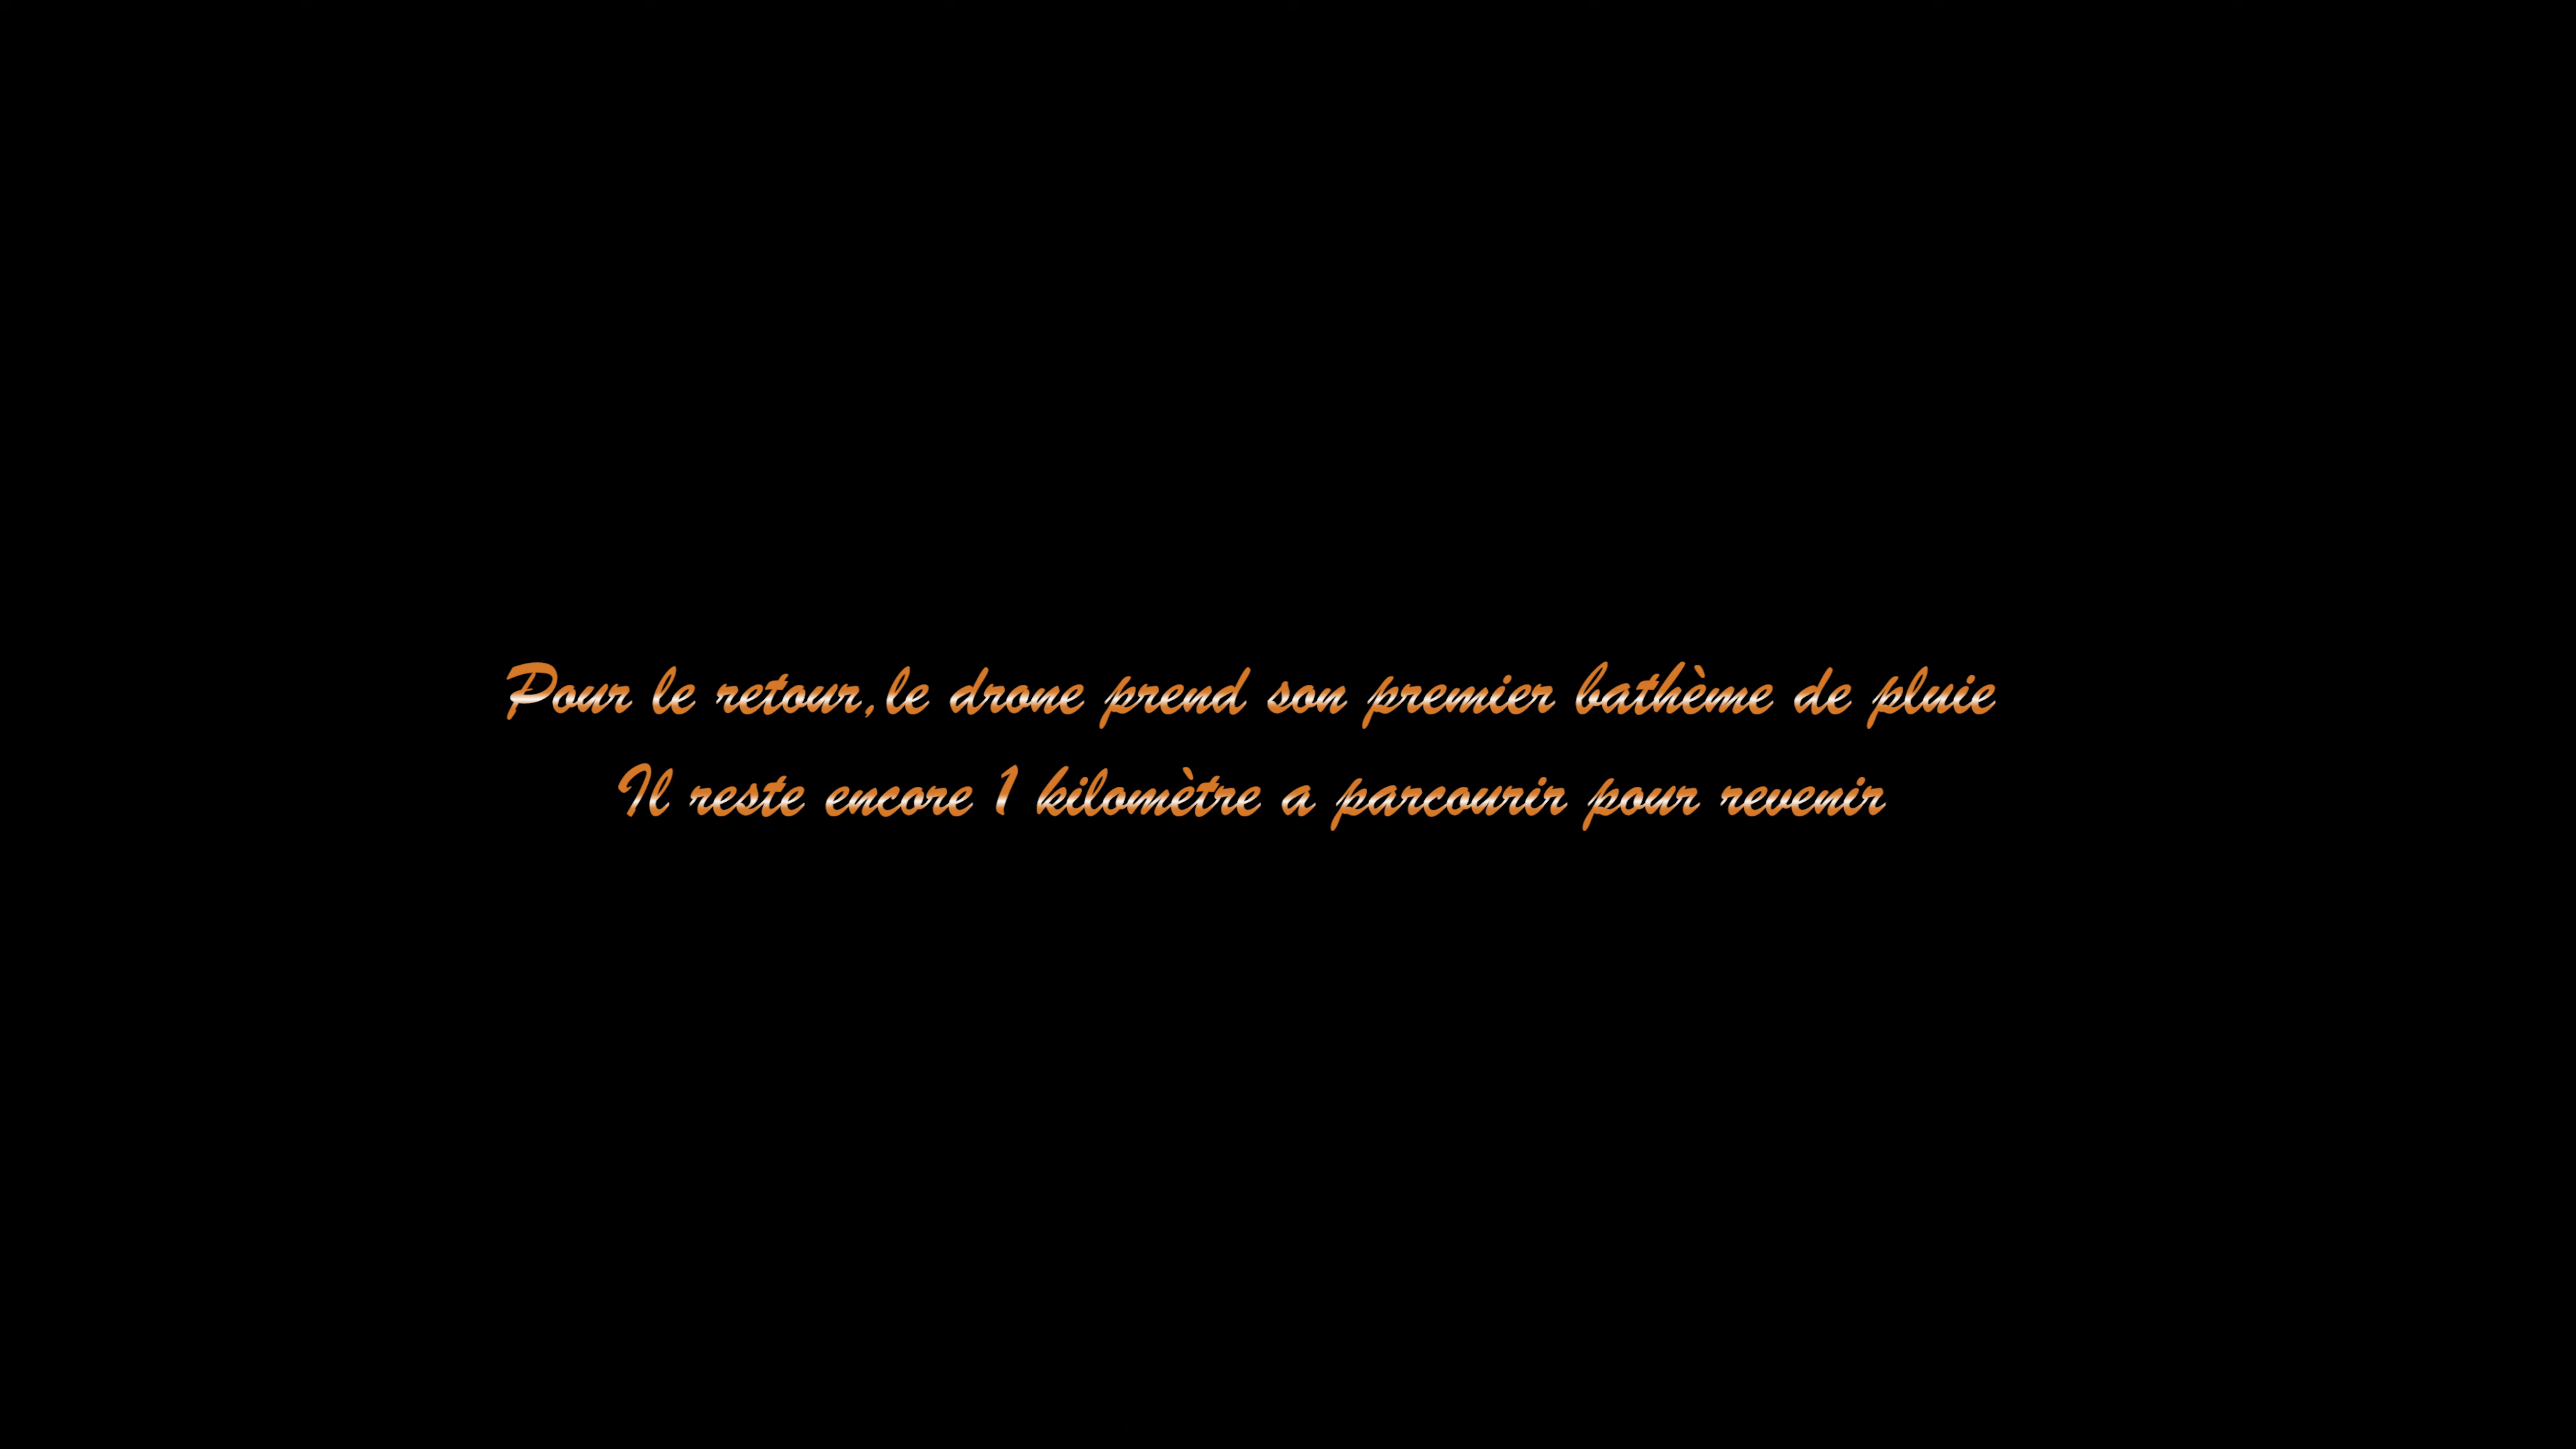 Pour le retour,le drone prend son premier bathème de pluie
Il reste encore 1 kilomètre a parcourir pour revenir